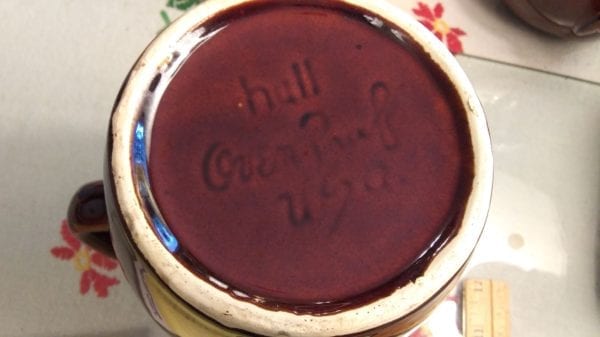 hull
Oven Proof
U.S.A.